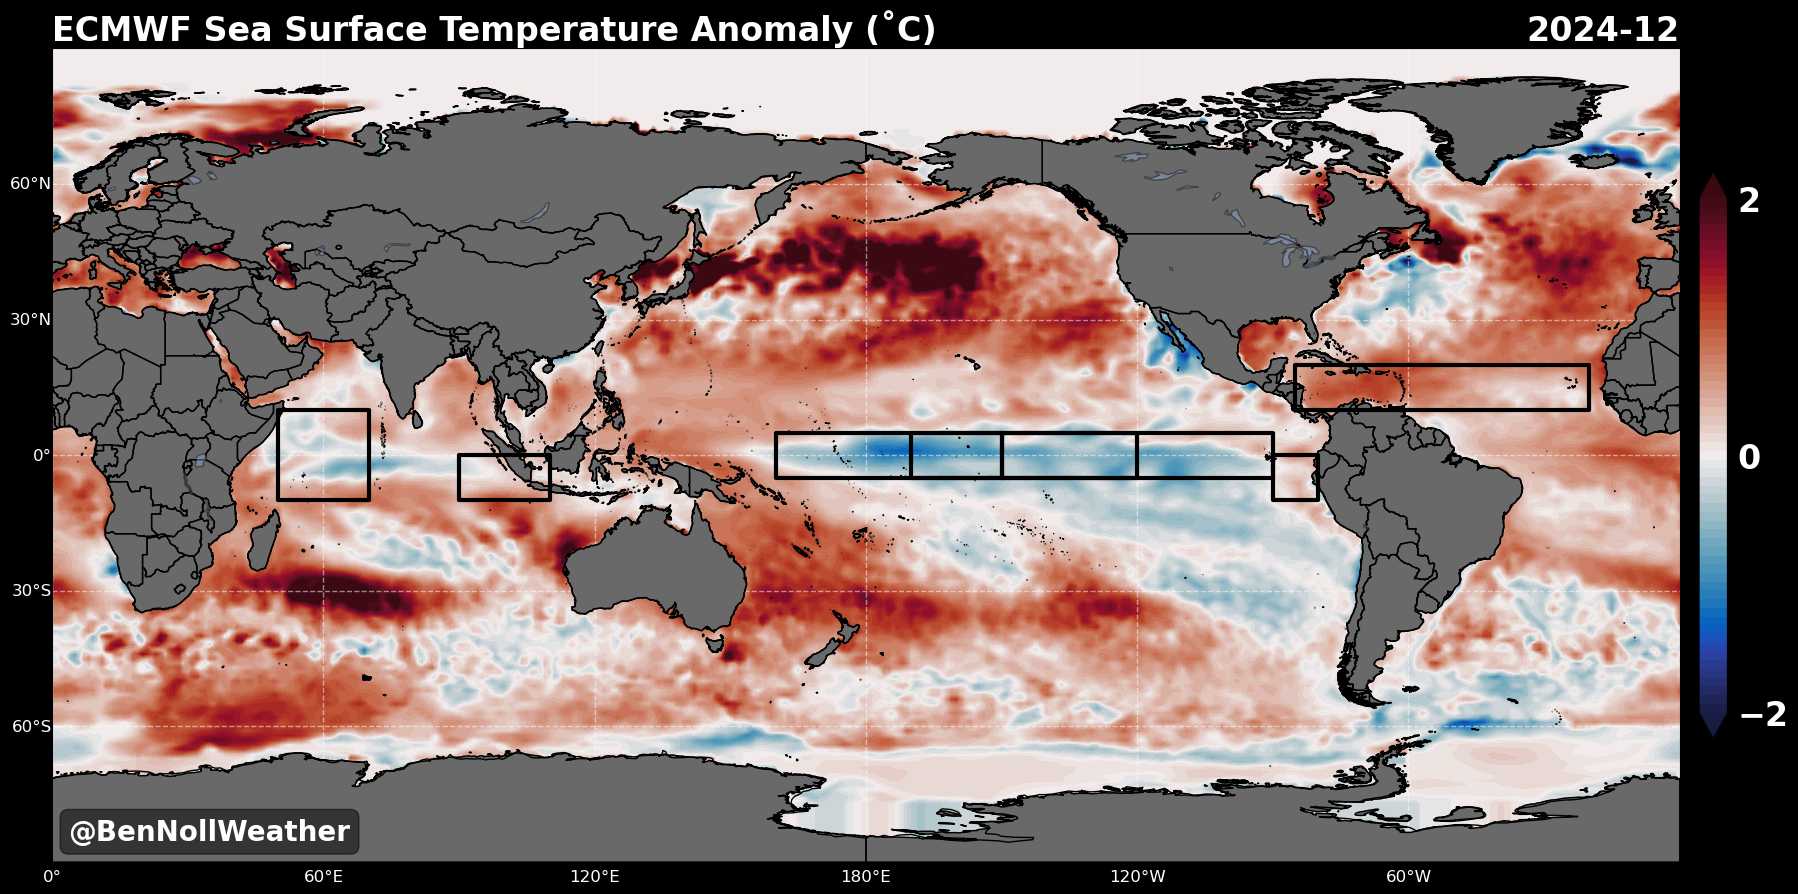 ECMWF Sea Surface Temperature Anomaly (˚C)
2024-12
60°N
30°N
0°
30°S
60°S
0°
60°E
120°E
180°E
120°W
60°W
2
0
−2
@BenNollWeather